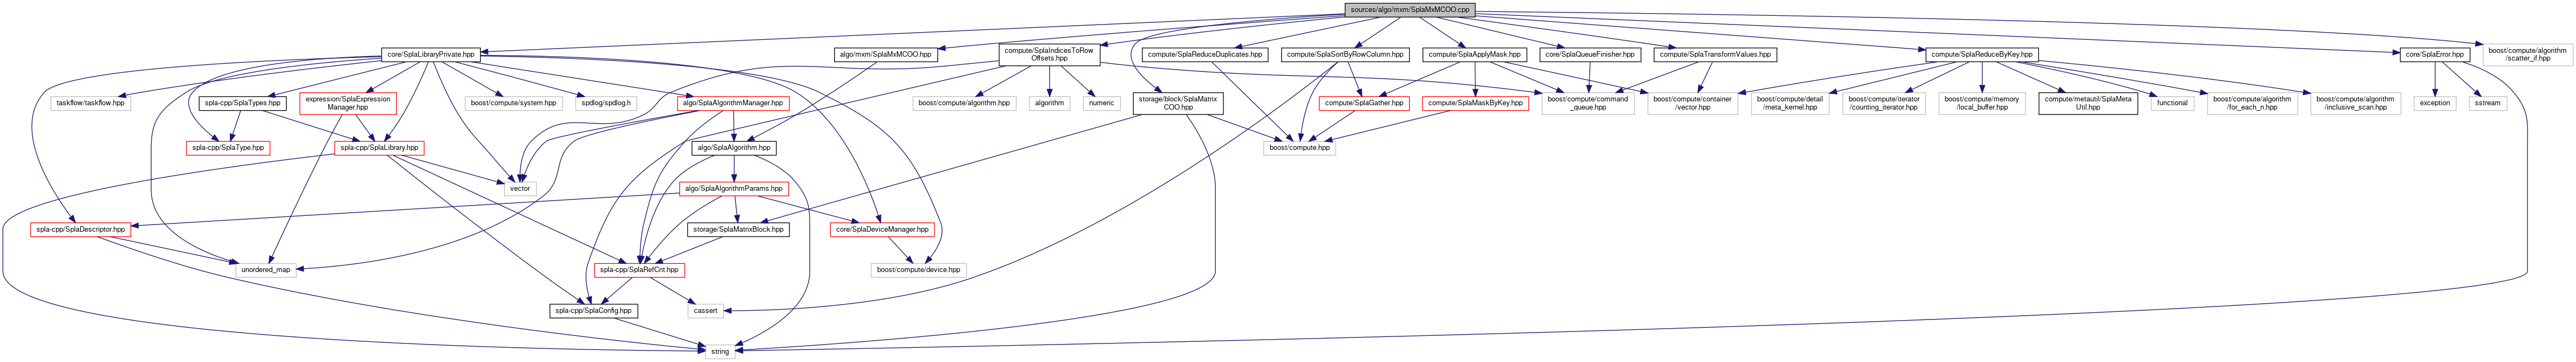 sources/algo/mxm/SplaMxMCOO.cpp
core/SplaLibraryPrivate.hpp
algo/mxm/SplaMxMCOO.hpp
compute/SplaIndicesToRow
Offsets.hpp
compute/SplaReduceDuplicates.hpp
compute/SplaSortByRowColumn.hpp
compute/SplaApplyMask.hpp
core/SplaQueueFinisher.hpp
compute/SplaTransformValues.hpp
compute/SplaReduceByKey.hpp
core/SplaError.hpp
boost/compute/algorithm
/scatter_if.hpp
taskflow/taskflow.hpp
spla-cpp/SplaTypes.hpp
expression/SplaExpression
Manager.hpp
boost/compute/system.hpp
spdlog/spdlog.h
algo/SplaAlgorithmManager.hpp
boost/compute/algorithm.hpp
algorithm
numeric
storage/block/SplaMatrix
COO.hpp
compute/SplaGather.hpp
compute/SplaMaskByKey.hpp
boost/compute/command
_queue.hpp
boost/compute/container
/vector.hpp
boost/compute/detail
/meta_kernel.hpp
boost/compute/iterator
/counting_iterator.hpp
boost/compute/memory
/local_buffer.hpp
compute/metautil/SplaMeta
Util.hpp
functional
boost/compute/algorithm
/for_each_n.hpp
boost/compute/algorithm
/inclusive_scan.hpp
exception
sstream
spla-cpp/SplaType.hpp
spla-cpp/SplaLibrary.hpp
algo/SplaAlgorithm.hpp
boost/compute.hpp
vector
algo/SplaAlgorithmParams.hpp
spla-cpp/SplaDescriptor.hpp
storage/SplaMatrixBlock.hpp
core/SplaDeviceManager.hpp
unordered_map
spla-cpp/SplaRefCnt.hpp
boost/compute/device.hpp
spla-cpp/SplaConfig.hpp
cassert
string